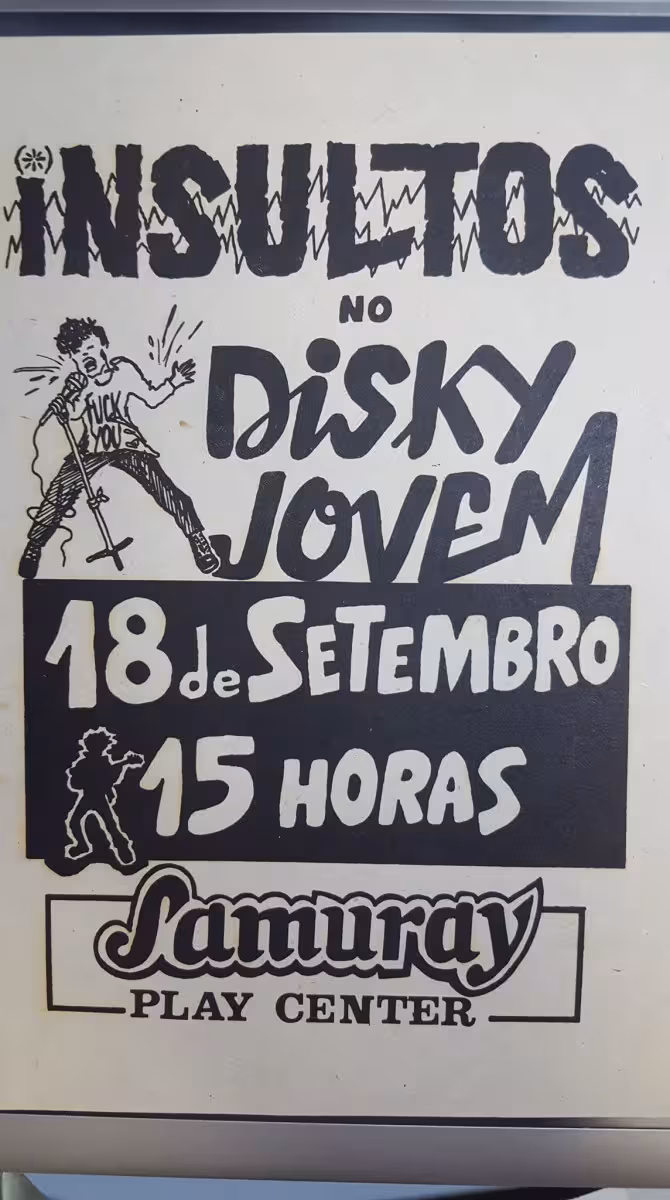 iNSULTOS
NO
DiSKY
JOVEM
FUCK
YOU
18 de SETEMBRO
15 HORAS
Samuray
PLAY CENTER